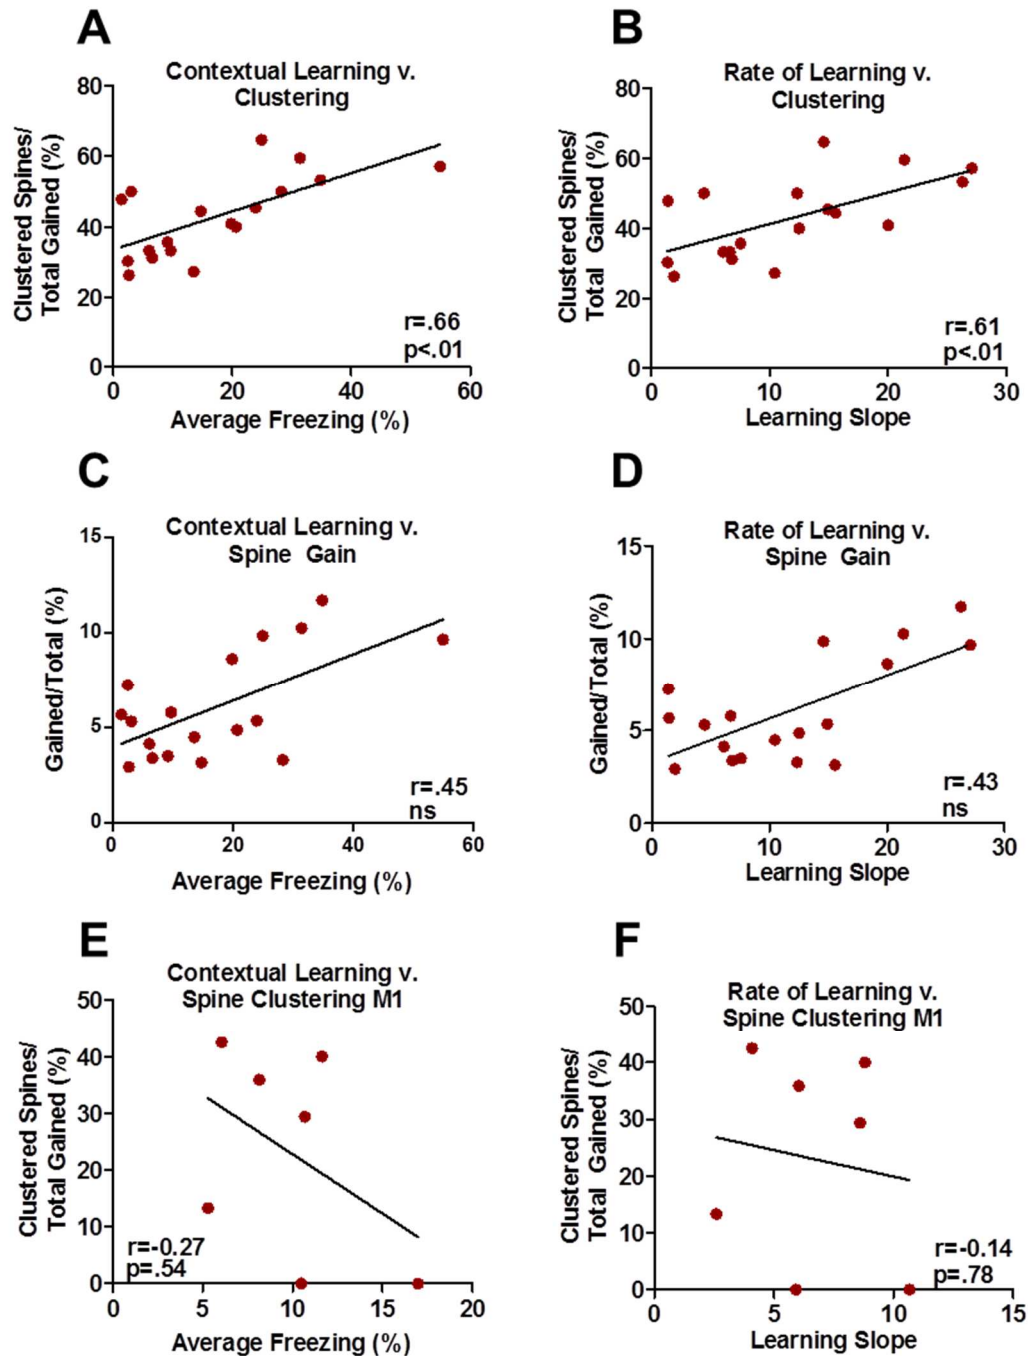 A
Contextual Learning v.
Clustering
Clustered Spines/
Total Gained (%)
80
60
40
20
0
0 20 40 60
r=.66
p<.01
Average Freezing (%)
B
Rate of Learning v.
Clustering
Clustered Spines/
Total Gained (%)
80
60
40
20
0
0 10 20 30
r=.61
p<.01
Learning Slope
C
Contextual Learning v.
Spine Gain
Gained/Total (%)
15
10
5
0
0 20 40 60
r=.45
ns
Average Freezing (%)
D
Rate of Learning v.
Spine Gain
Gained/Total (%)
15
10
5
0
0 10 20 30
r=.43
ns
Learning Slope
E
Contextual Learning v.
Spine Clustering M1
Clustered Spines/
Total Gained (%)
50
40
30
20
10
0
0 5 10 15 20
r=-0.27
p=.54
Average Freezing (%)
F
Rate of Learning v.
Spine Clustering M1
Clustered Spines/
Total Gained (%)
50
40
30
20
10
0
0 5 10 15
r=-0.14
p=.78
Learning Slope